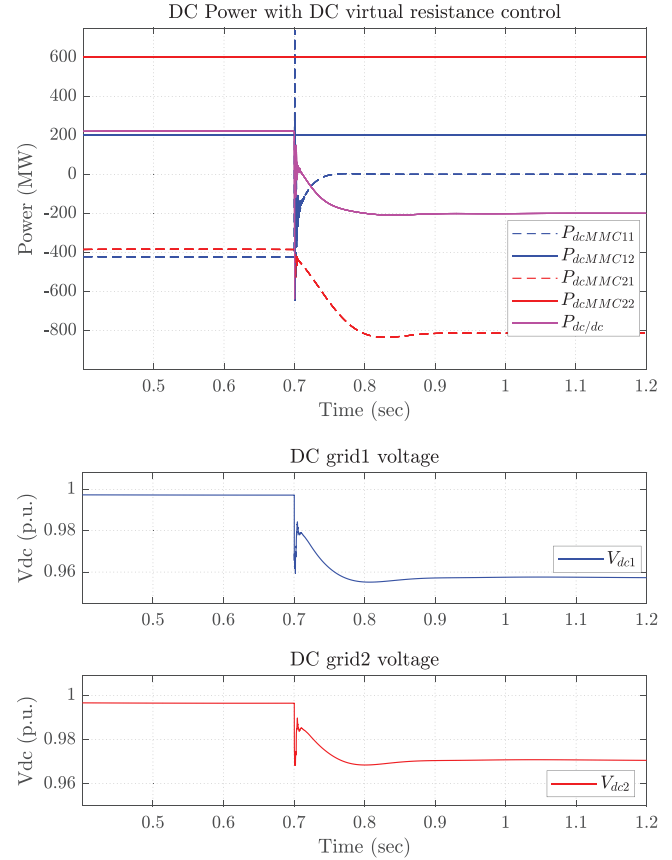 DC Power with DC virtual resistance control
600
400
200
0
-200
-400
-600
-800
Power (MW)
P_dcMMC11
P_dcMMC12
P_dcMMC21
P_dcMMC22
P_dc/dc
0.5 0.6 0.7 0.8 0.9 1 1.1 1.2
Time (sec)
DC grid1 voltage
1
0.98
0.96
Vdc (p.u.)
V_dc1
0.5 0.6 0.7 0.8 0.9 1 1.1 1.2
DC grid2 voltage
1
0.98
0.96
Vdc (p.u.)
V_dc2
0.5 0.6 0.7 0.8 0.9 1 1.1 1.2
Time (sec)